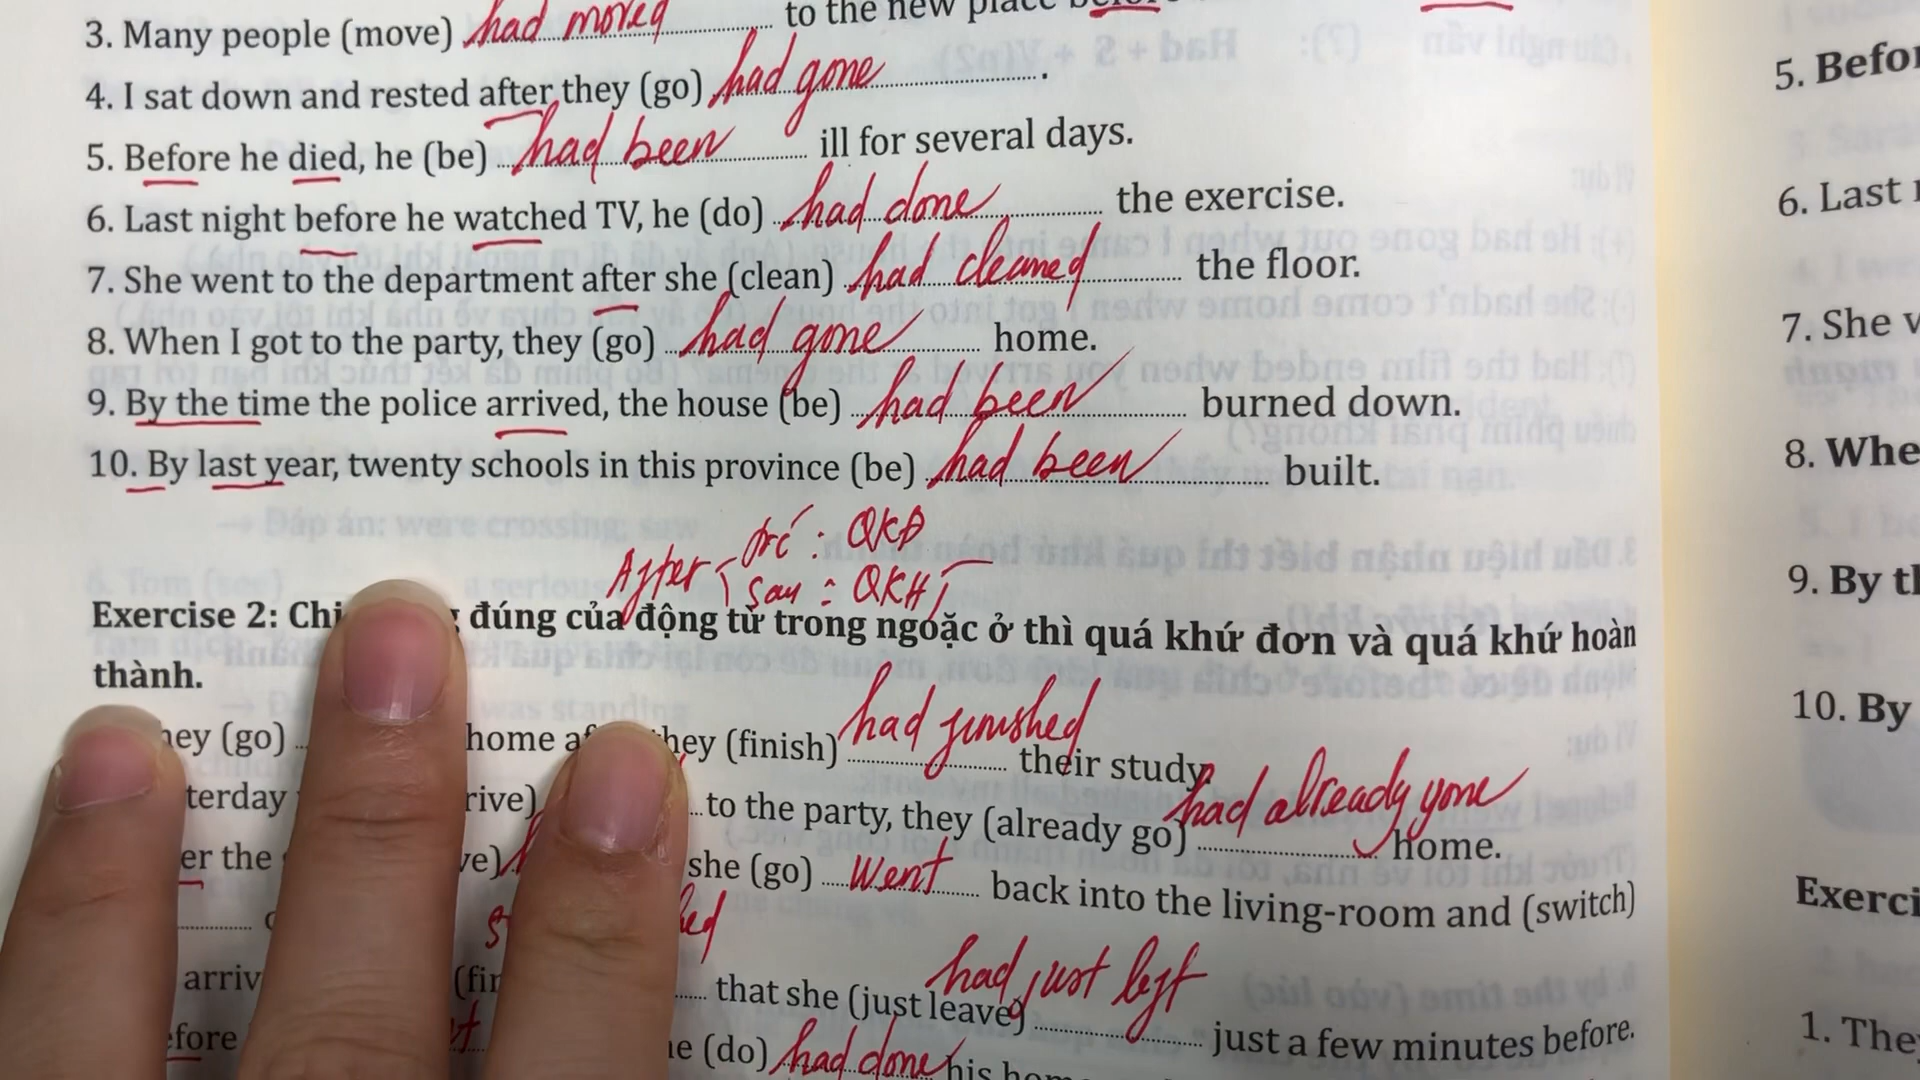 3. Many people (move) had moved to the new place before
4. I sat down and rested after they (go) had gone.
5. Before he died, he (be) had been ill for several days.
6. Last night before he watched TV, he (do) had done the exercise.
7. She went to the department after she (clean) had cleaned the floor.
8. When I got to the party, they (go) had gone home.
9. By the time the police arrived, the house (be) had been burned down.
10. By last year, twenty schools in this province (be) had been built.
After trc: QKĐ
sau: QKHT
Exercise 2: đúng của động từ trong ngoặc ở thì quá khứ đơn và quá khứ hoàn
thành.
(go) home they (finish) had finished their study.
to the party, they (already go) had already gone home.
the she (go) went back into the living-room and (switch)
that she (just leave) had just left just a few minutes before.
(do) had done his
5. Before
6. Last
7. She
8.
9. By
10. By
1. They